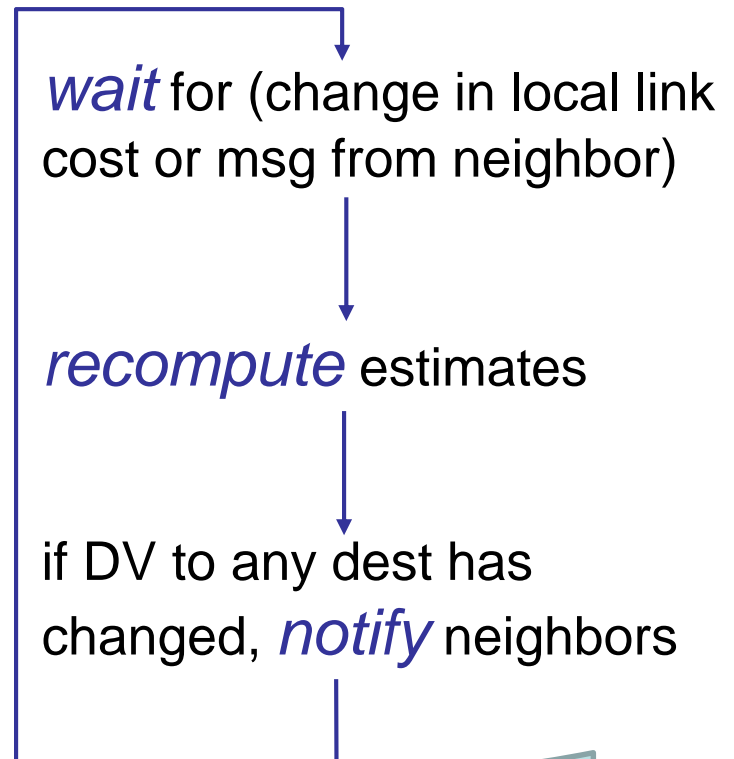 wait for (change in local link
cost or msg from neighbor)
recompute estimates
if DV to any dest has
changed, notify neighbors